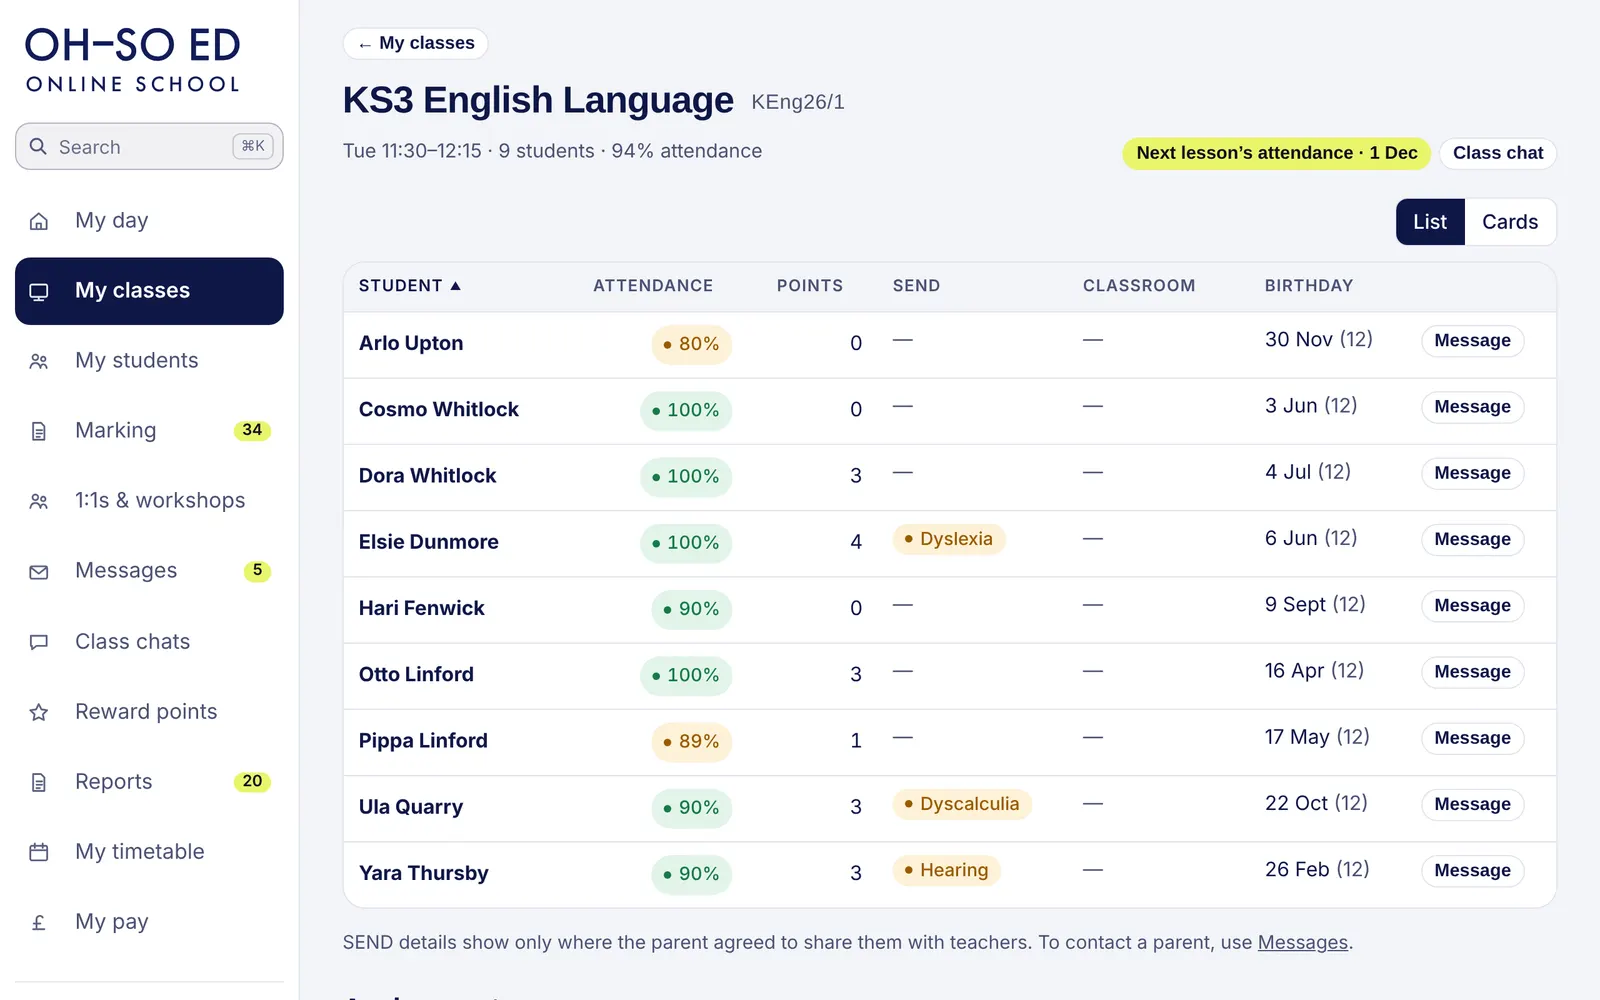 OH–SO ED
ONLINE SCHOOL
Search ⌘K
My day
My classes
My students
Marking 34
1:1s & workshops
Messages 5
Class chats
Reward points
Reports 20
My timetable
£ My pay
← My classes
KS3 English Language KEng26/1
Tue 11:30–12:15 · 9 students · 94% attendance
Next lesson’s attendance · 1 Dec Class chat
List Cards
STUDENT ▲ ATTENDANCE POINTS SEND CLASSROOM BIRTHDAY
Arlo Upton • 80% 0 — — 30 Nov (12) Message
Cosmo Whitlock • 100% 0 — — 3 Jun (12) Message
Dora Whitlock • 100% 3 — — 4 Jul (12) Message
Elsie Dunmore • 100% 4 • Dyslexia — 6 Jun (12) Message
Hari Fenwick • 90% 0 — — 9 Sept (12) Message
Otto Linford • 100% 3 — — 16 Apr (12) Message
Pippa Linford • 89% 1 — — 17 May (12) Message
Ula Quarry • 90% 3 • Dyscalculia — 22 Oct (12) Message
Yara Thursby • 90% 3 • Hearing — 26 Feb (12) Message
SEND details show only where the parent agreed to share them with teachers. To contact a parent, use Messages.